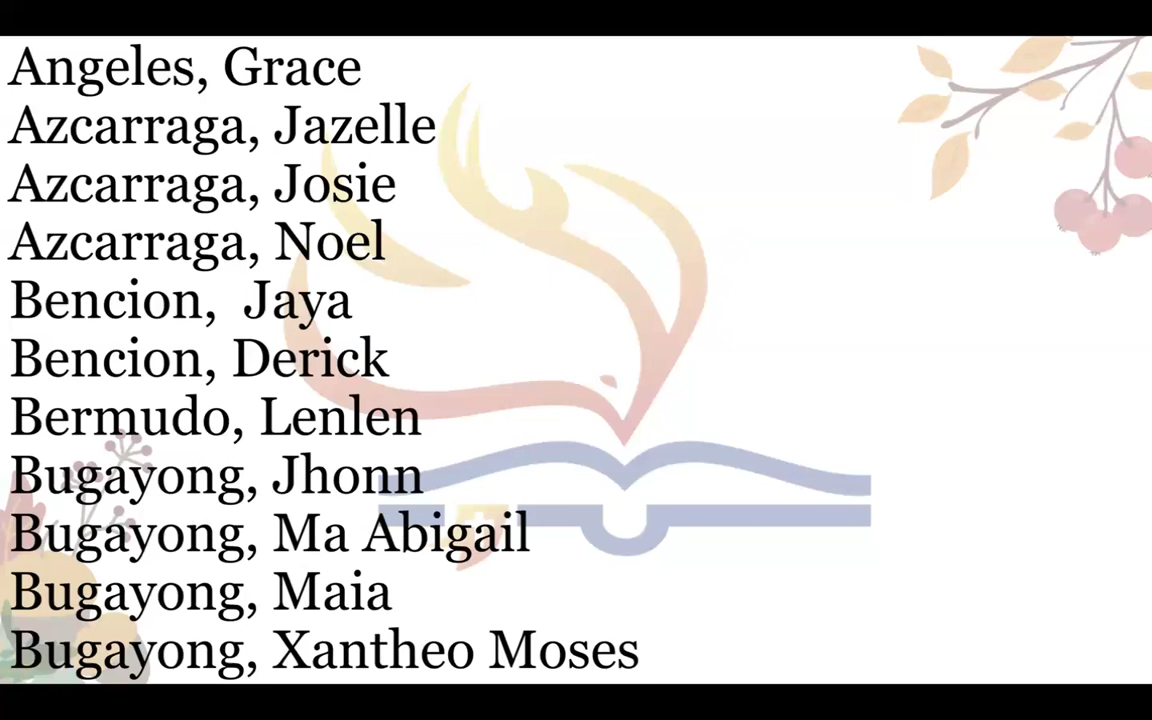 Angeles, Grace
Azcarraga, Jazelle
Azcarraga, Josie
Azcarraga, Noel
Bencion,  Jaya
Bencion, Derick
Bermudo, Lenlen
Bugayong, Jhonn
Bugayong, Ma Abigail
Bugayong, Maia
Bugayong, Xantheo Moses